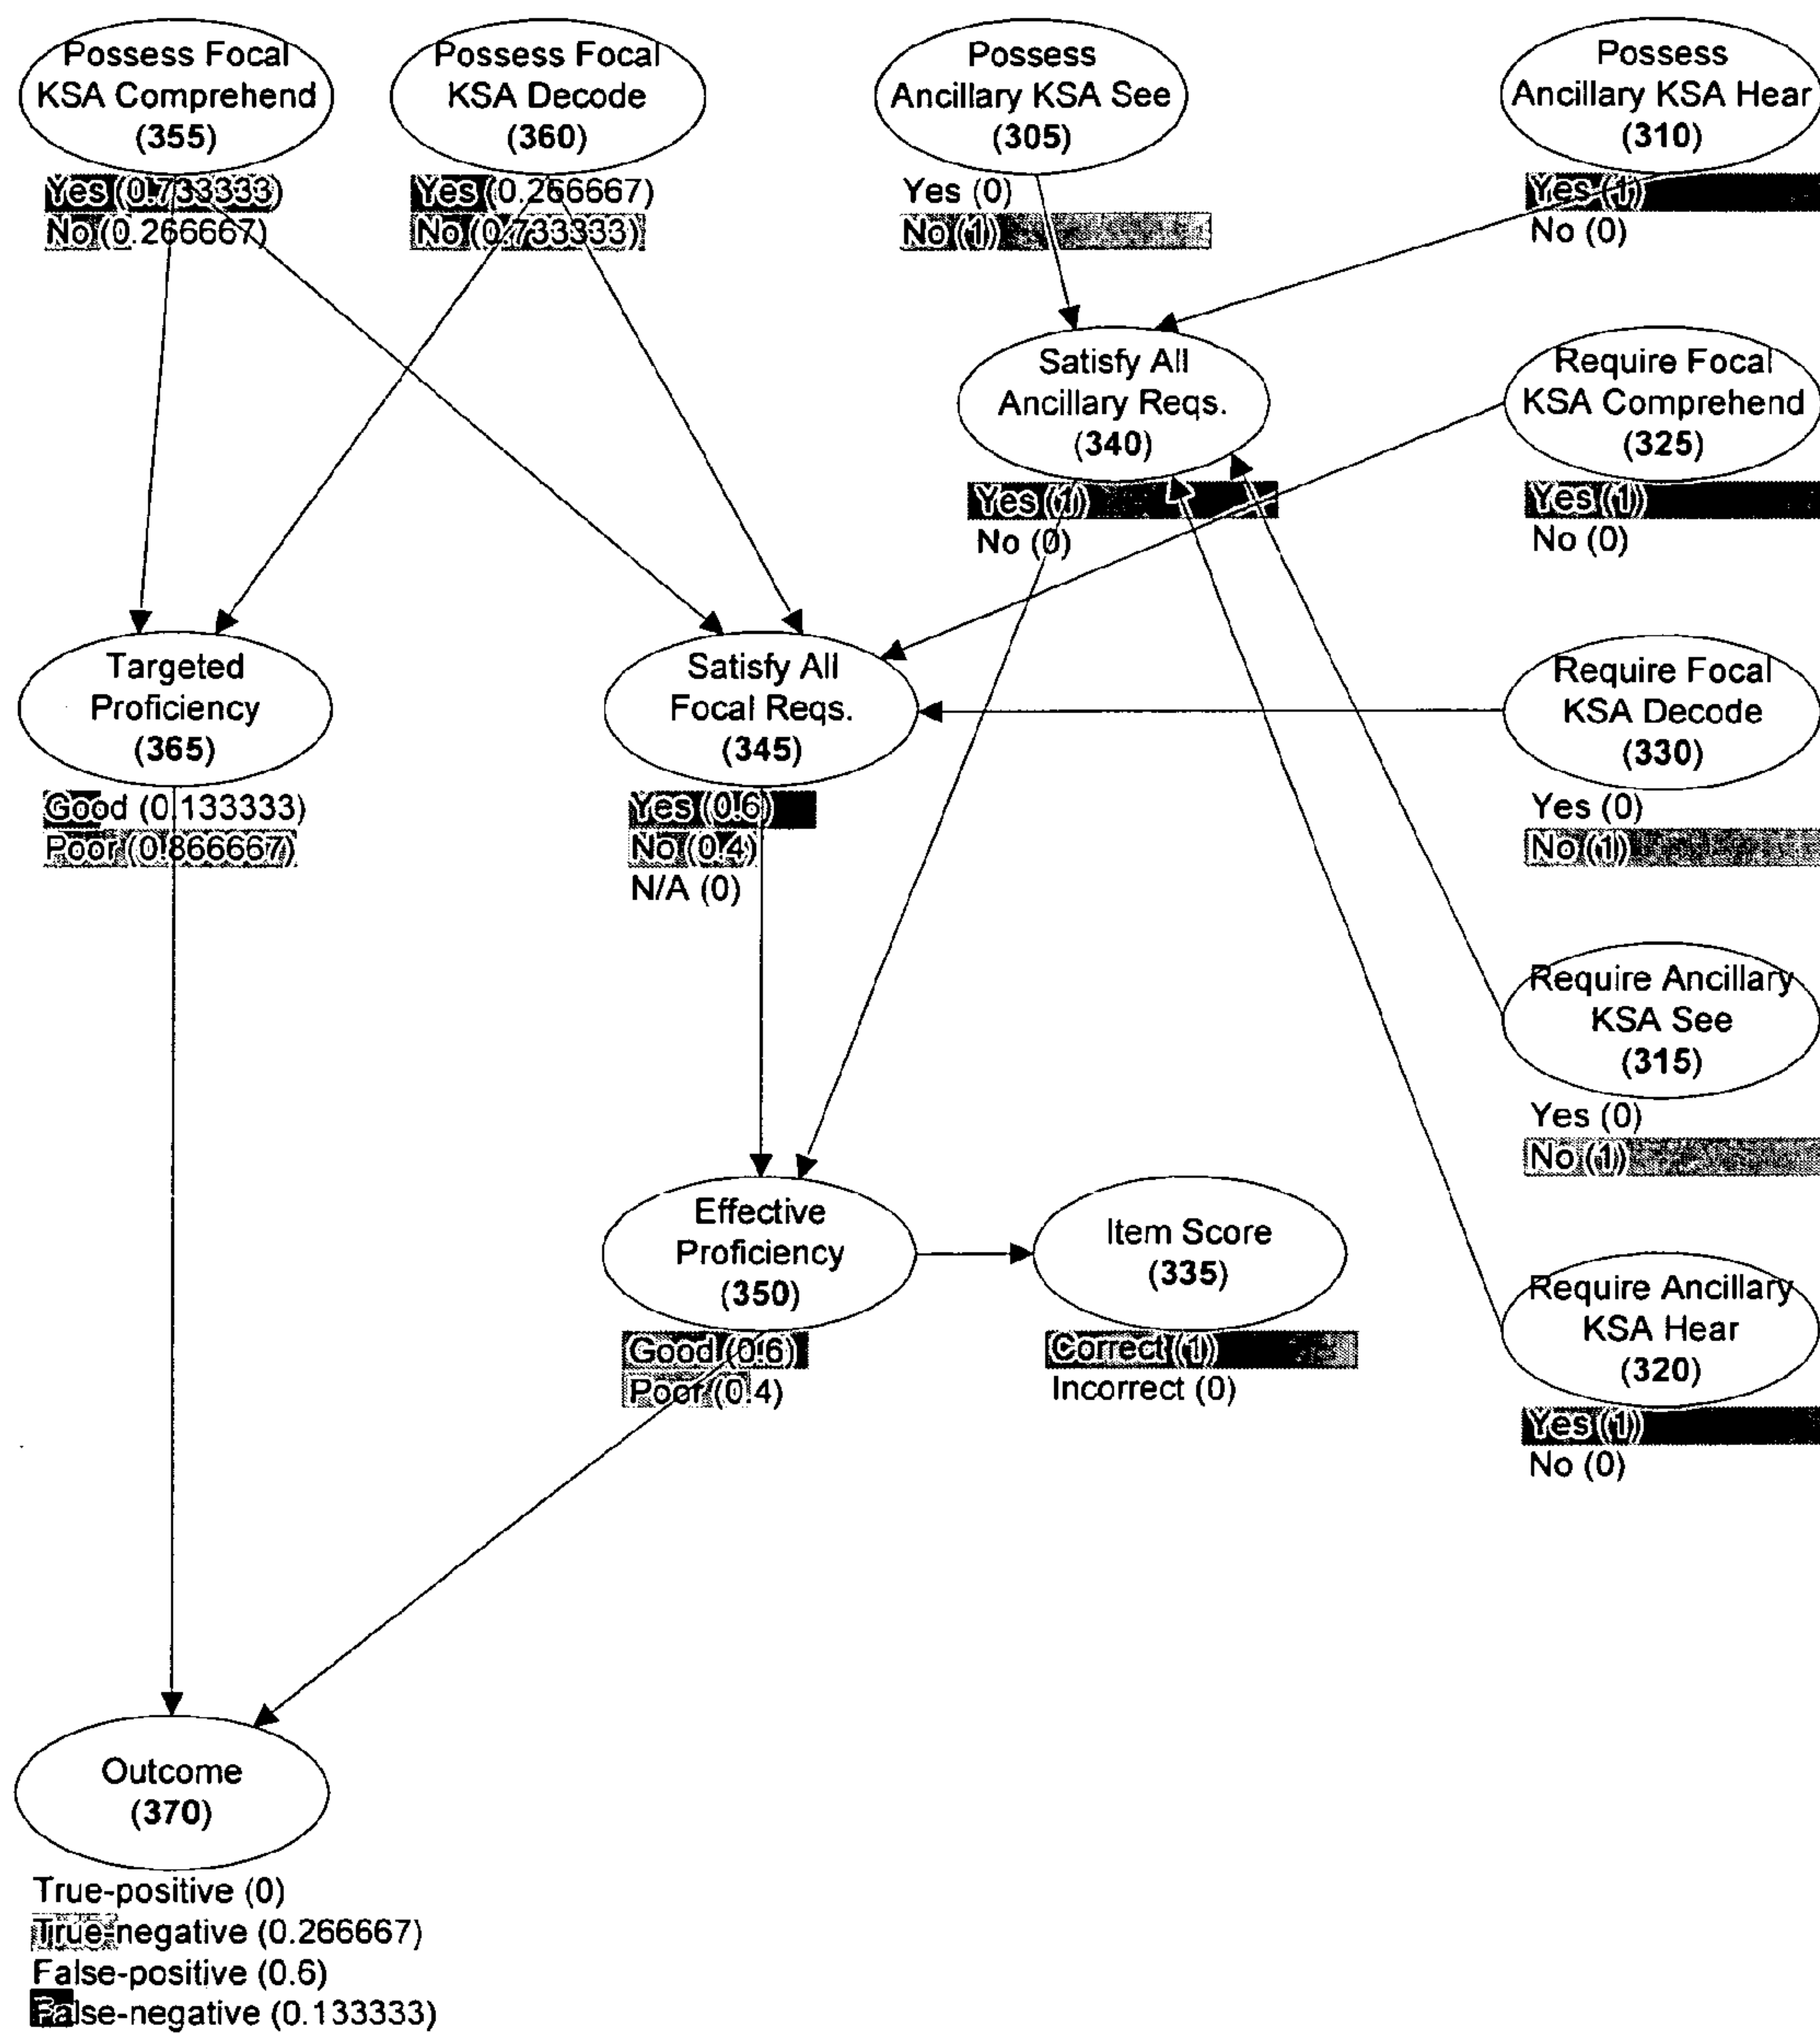 Possess Focal
KSA Comprehend
(355)
Yes (0.733333)
No (0.266667)
Possess Focal
KSA Decode
(360)
Yes (0.266667)
No (0.733333)
Possess
Ancillary KSA See
(305)
Yes (0)
No (1)
Possess
Ancillary KSA Hear
(310)
Yes (1)
No (0)
Satisfy All
Ancillary Reqs.
(340)
Yes (1)
No (0)
Require Focal
KSA Comprehend
(325)
Yes (1)
No (0)
Targeted
Proficiency
(365)
Good (0.133333)
Poor (0.866667)
Satisfy All
Focal Reqs.
(345)
Yes (0.6)
No (0.4)
N/A (0)
Require Focal
KSA Decode
(330)
Yes (0)
No (1)
Require Ancillary
KSA See
(315)
Yes (0)
No (1)
Effective
Proficiency
(350)
Good (0.6)
Poor (0.4)
Item Score
(335)
Correct (1)
Incorrect (0)
Require Ancillary
KSA Hear
(320)
Yes (1)
No (0)
Outcome
(370)
True-positive (0)
True-negative (0.266667)
False-positive (0.6)
False-negative (0.133333)